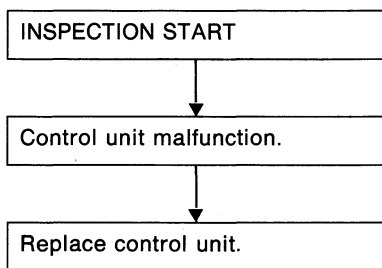 INSPECTION START
Control unit malfunction.
Replace control unit.